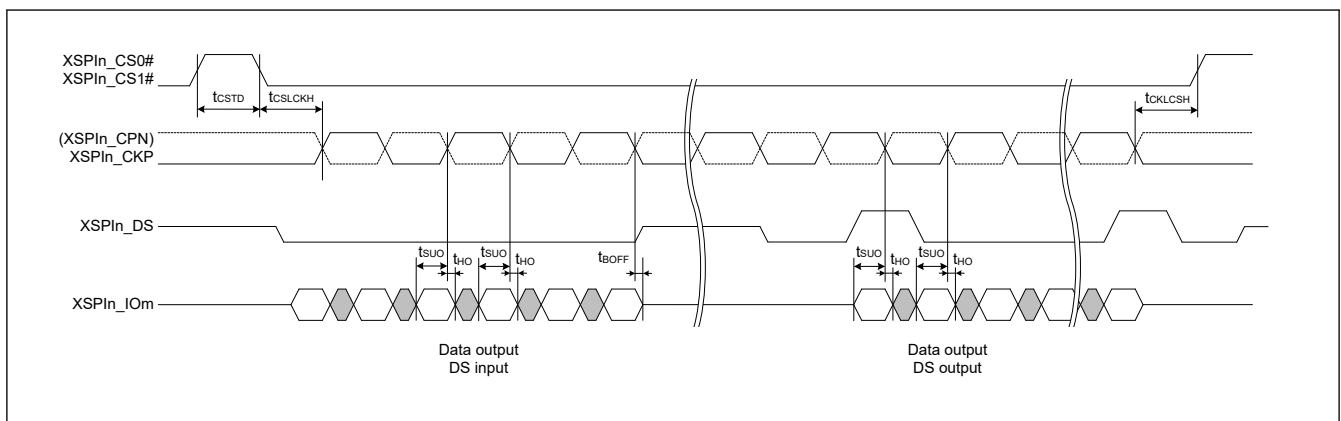 XSPIn_CS0#
XSPIn_CS1#
tCSTD
tCSLCKH
tCKLCSH
(XSPIn_CPN)
XSPIn_CKP
XSPIn_DS
tSUO
tHO
tSUO
tHO
tBOFF
tSUO
tHO
tSUO
tHO
XSPIn_IOm
Data output
DS input
Data output
DS output